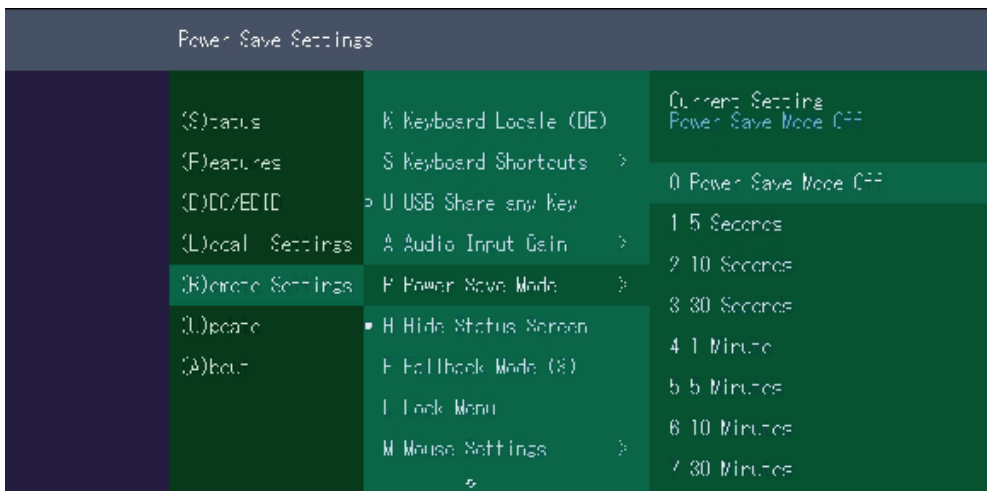 Power Save Settings
(S)tatus
(F)eatures
(D)DC/EDID
(L)ocal Settings
(R)emote Settings
(U)pdate
(A)bout
K Keyboard Locale (DE)
S Keyboard Shortcuts >
U USB Share any Key
A Audio Input Gain >
P Power Save Mode >
H Hide Status Screen
F Fallback Mode
L Lock Menu
M Mouse Settings >
Current Setting
Power Save Mode Off
0 Power Save Mode Off
1 5 Seconds
2 10 Seconds
3 30 Seconds
4 1 Minute
5 5 Minutes
6 10 Minutes
7 30 Minutes